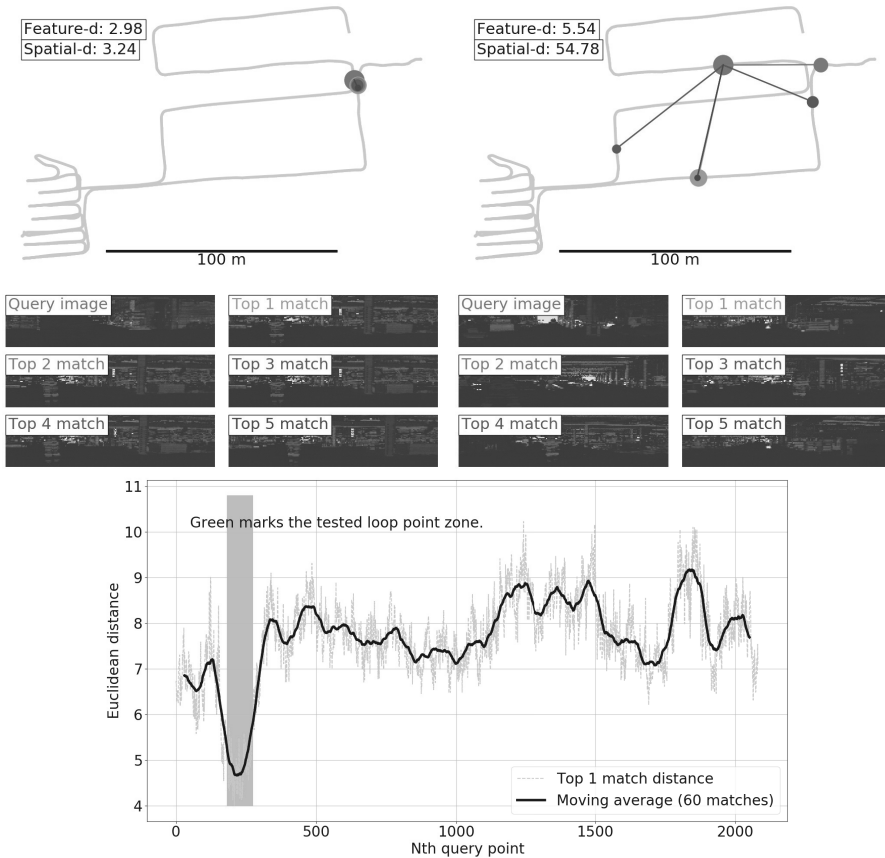 Feature-d: 2.98
Spatial-d: 3.24
100 m
Feature-d: 5.54
Spatial-d: 54.78
100 m
Query image
Top 1 match
Query image
Top 1 match
Top 2 match
Top 3 match
Top 2 match
Top 3 match
Top 4 match
Top 5 match
Top 4 match
Top 5 match
11
10
9
8
7
6
5
4
Euclidean distance
Green marks the tested loop point zone.
Top 1 match distance
Moving average (60 matches)
0
500
1000
1500
2000
Nth query point